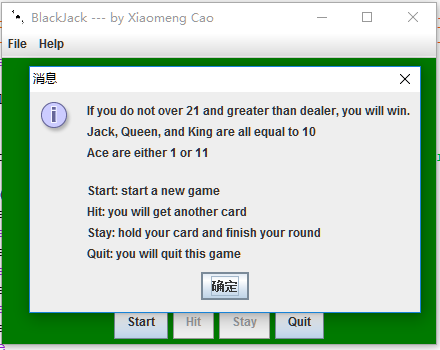 BlackJack --- by Xiaomeng Cao
File Help
消息
If you do not over 21 and greater than dealer, you will win.
Jack, Queen, and King are all equal to 10
Ace are either 1 or 11
Start: start a new game
Hit: you will get another card
Stay: hold your card and finish your round
Quit: you will quit this game
确定
Start Hit Stay Quit